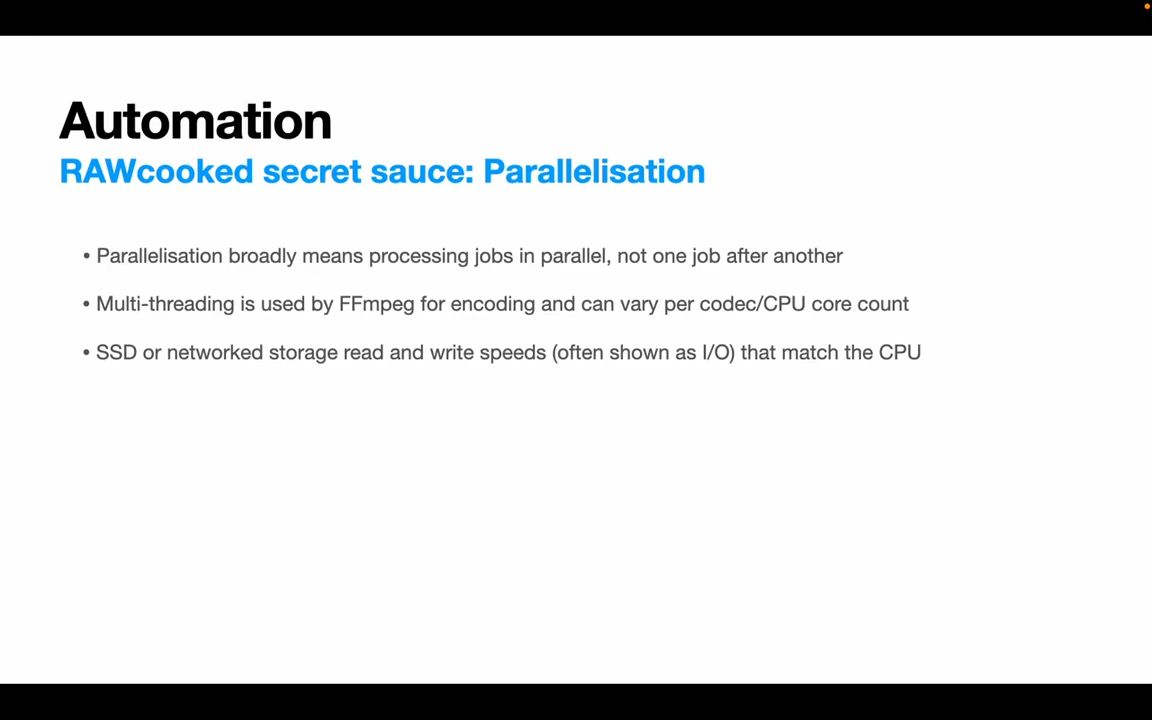 Automation
RAWcooked secret sauce: Parallelisation
• Parallelisation broadly means processing jobs in parallel, not one job after another
• Multi-threading is used by FFmpeg for encoding and can vary per codec/CPU core count
• SSD or networked storage read and write speeds (often shown as I/O) that match the CPU